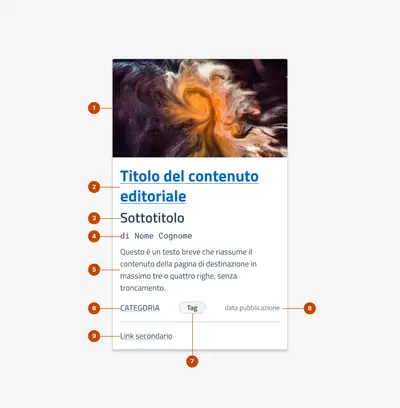 1
Titolo del contenuto
editoriale
2
Sottotitolo
3
di Nome Cognome
4
Questo è un testo breve che riassume il
contenuto della pagina di destinazione in
massimo tre o quattro righe, senza
troncamento.
5
6
CATEGORIA
Tag
data pubblicazione
8
9
Link secondario
7